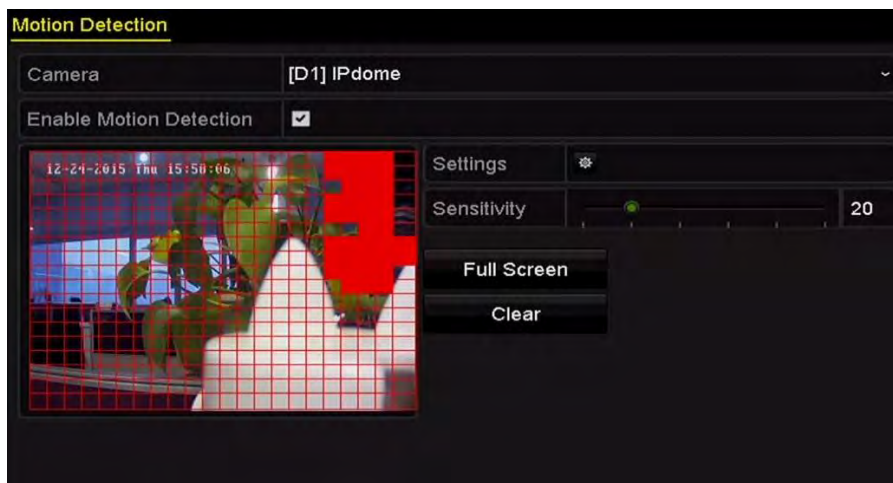 Motion Detection
Camera [D1] IPdome
Enable Motion Detection
12-24-2015 Thu 15:58:06
Settings
Sensitivity 20
Full Screen
Clear